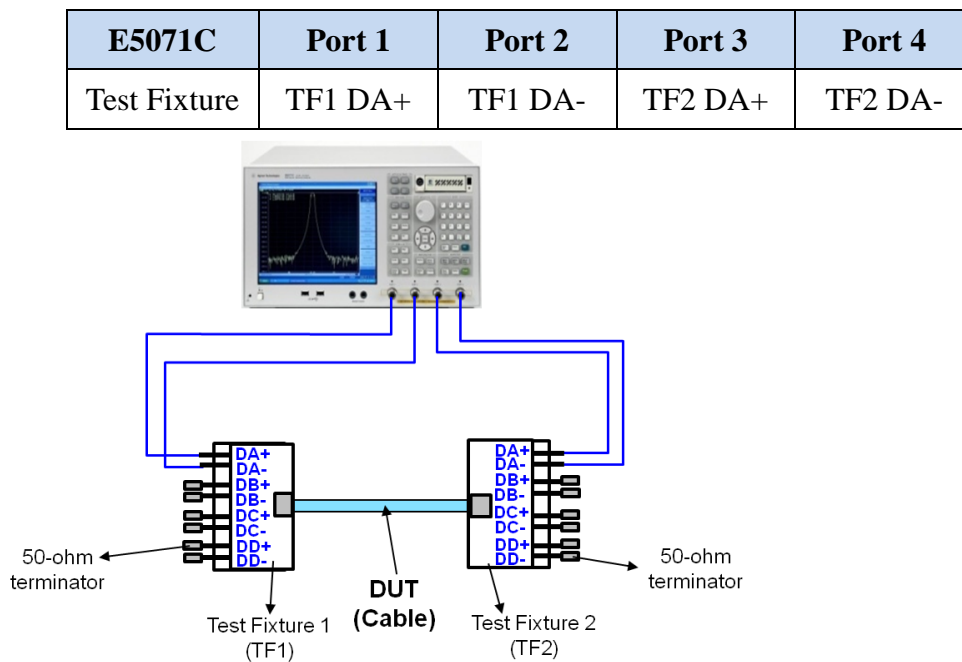 E5071C Port 1 Port 2 Port 3 Port 4
Test Fixture TF1 DA+ TF1 DA- TF2 DA+ TF2 DA-
DA+
DA-
DB+
DB-
DC+
DC-
DD+
DD-
DA+
DA-
DB+
DB-
DC+
DC-
DD+
DD-
50-ohm
terminator
DUT
(Cable)
50-ohm
terminator
Test Fixture 1
(TF1)
Test Fixture 2
(TF2)